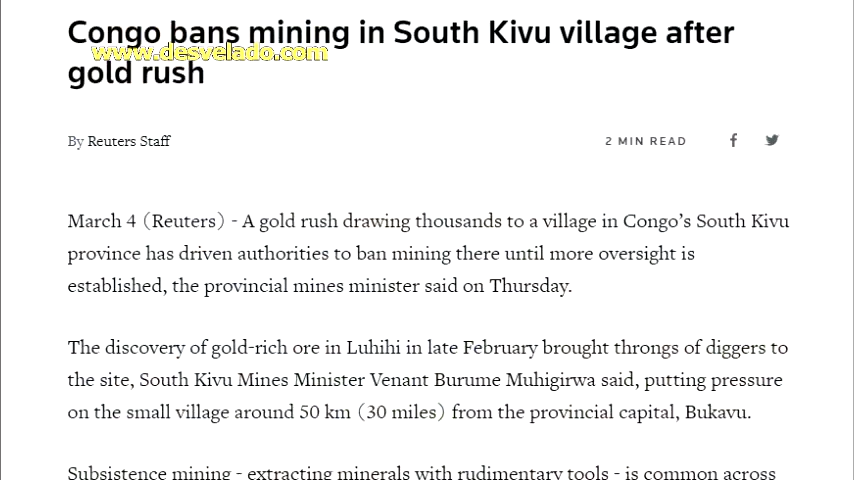 Congo bans mining in South Kivu village after
www.desvelado.com
gold rush
By Reuters Staff
2 MIN READ
March 4 (Reuters) - A gold rush drawing thousands to a village in Congo’s South Kivu
province has driven authorities to ban mining there until more oversight is
established, the provincial mines minister said on Thursday.
The discovery of gold-rich ore in Luhihi in late February brought throngs of diggers to
the site, South Kivu Mines Minister Venant Burume Muhigirwa said, putting pressure
on the small village around 50 km (30 miles) from the provincial capital, Bukavu.
Subsistence mining - extracting minerals with rudimentary tools - is common across